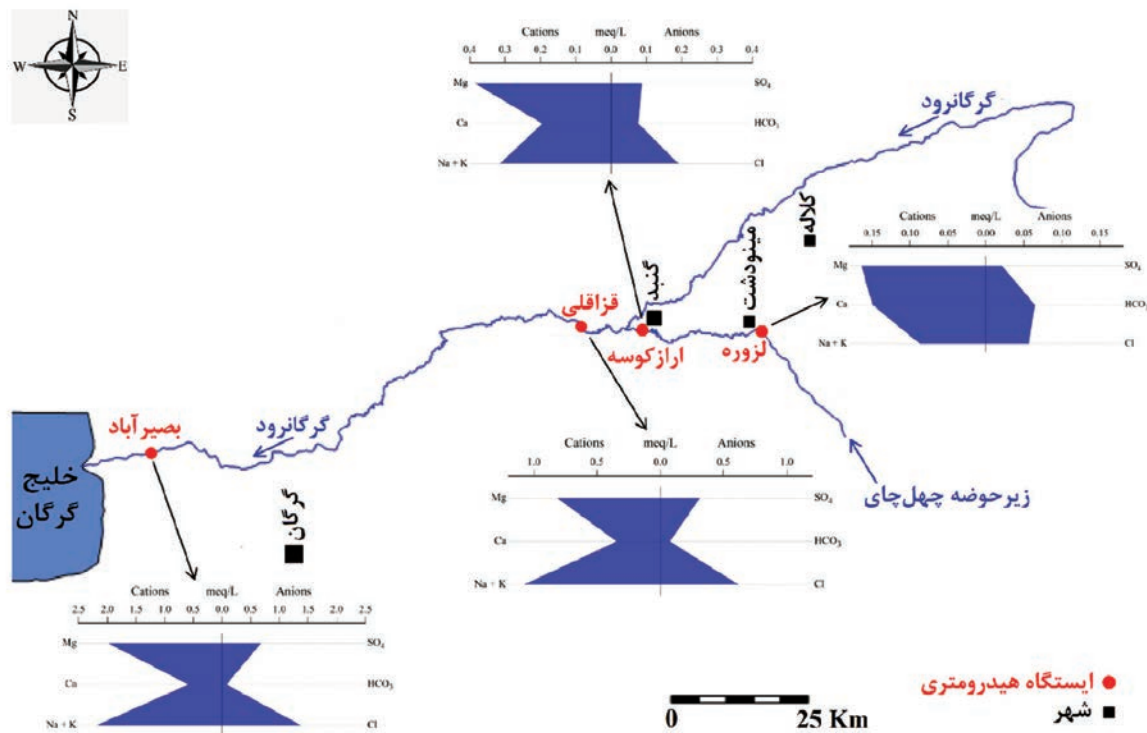 N
W E
S
Cations meq/L Anions
0.4 0.3 0.2 0.1 0.0 0.1 0.2 0.3 0.4
Mg SO₄
Ca HCO₃
Na + K Cl
گرگانرود
کلاله
مینودشت
گنبد
قزاقلی
ارازکوسه
لزوره
Cations meq/L Anions
0.15 0.10 0.05 0.00 0.05 0.10 0.15
Mg SO₄
Ca HCO₃
Na + K Cl
بصیرآباد
گرگانرود
خلیج
گرگان
گرگان
زیرحوضه چهل‌چای
Cations meq/L Anions
1.0 0.5 0.0 0.5 1.0
Mg SO₄
Ca HCO₃
Na + K Cl
Cations meq/L Anions
2.5 2.0 1.5 1.0 0.5 0.0 0.5 1.0 1.5 2.0 2.5
Mg SO₄
Ca HCO₃
Na + K Cl
ایستگاه هیدرومتری
شهر
0 25 Km